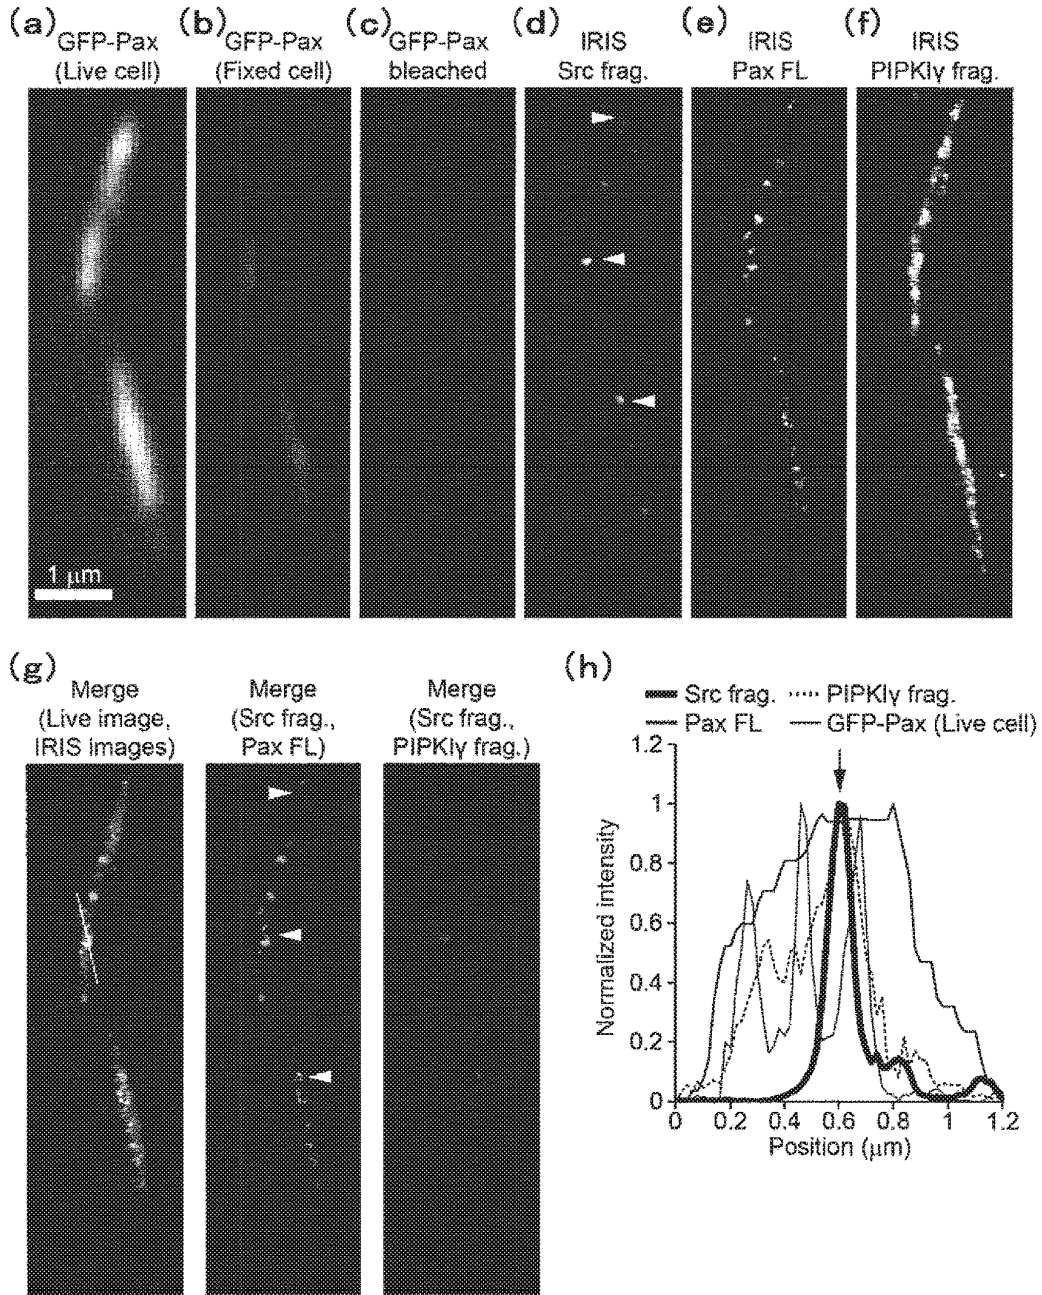 (a) (b) (c) (d) (e) (f)
GFP-Pax GFP-Pax GFP-Pax IRIS IRIS IRIS
(Live cell) (Fixed cell) bleached Src frag. Pax FL PIPKIγ frag.
1 μm
(g)
Merge Merge Merge
(Live image, (Src frag., (Src frag.,
IRIS images) Pax FL) PIPKIγ frag.)
(h)
Src frag. PIPKIγ frag.
Pax FL GFP-Pax (Live cell)
1.2
1
0.8
0.6
0.4
0.2
0
Normalized intensity
0 0.2 0.4 0.6 0.8 1 1.2
Position (μm)